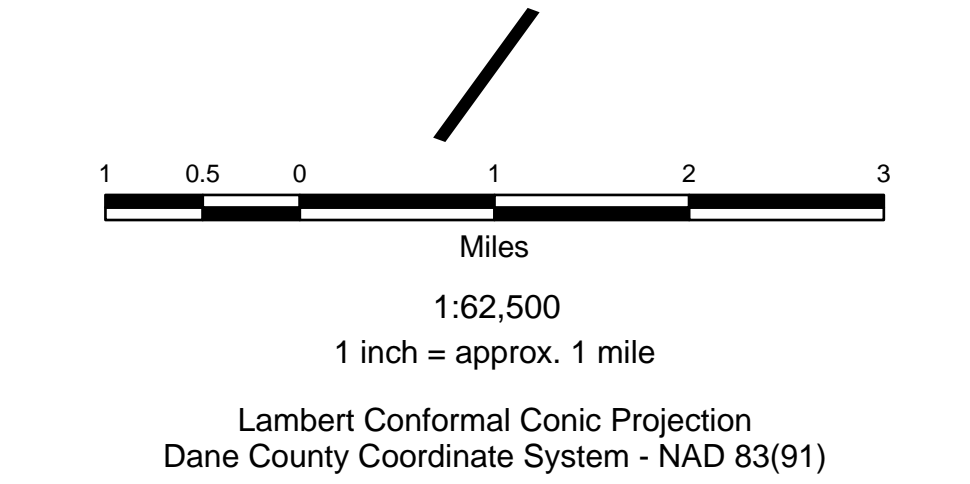 1 0.5 0 1 2 3
Miles
1:62,500
1 inch = approx. 1 mile
Lambert Conformal Conic Projection
Dane County Coordinate System - NAD 83(91)